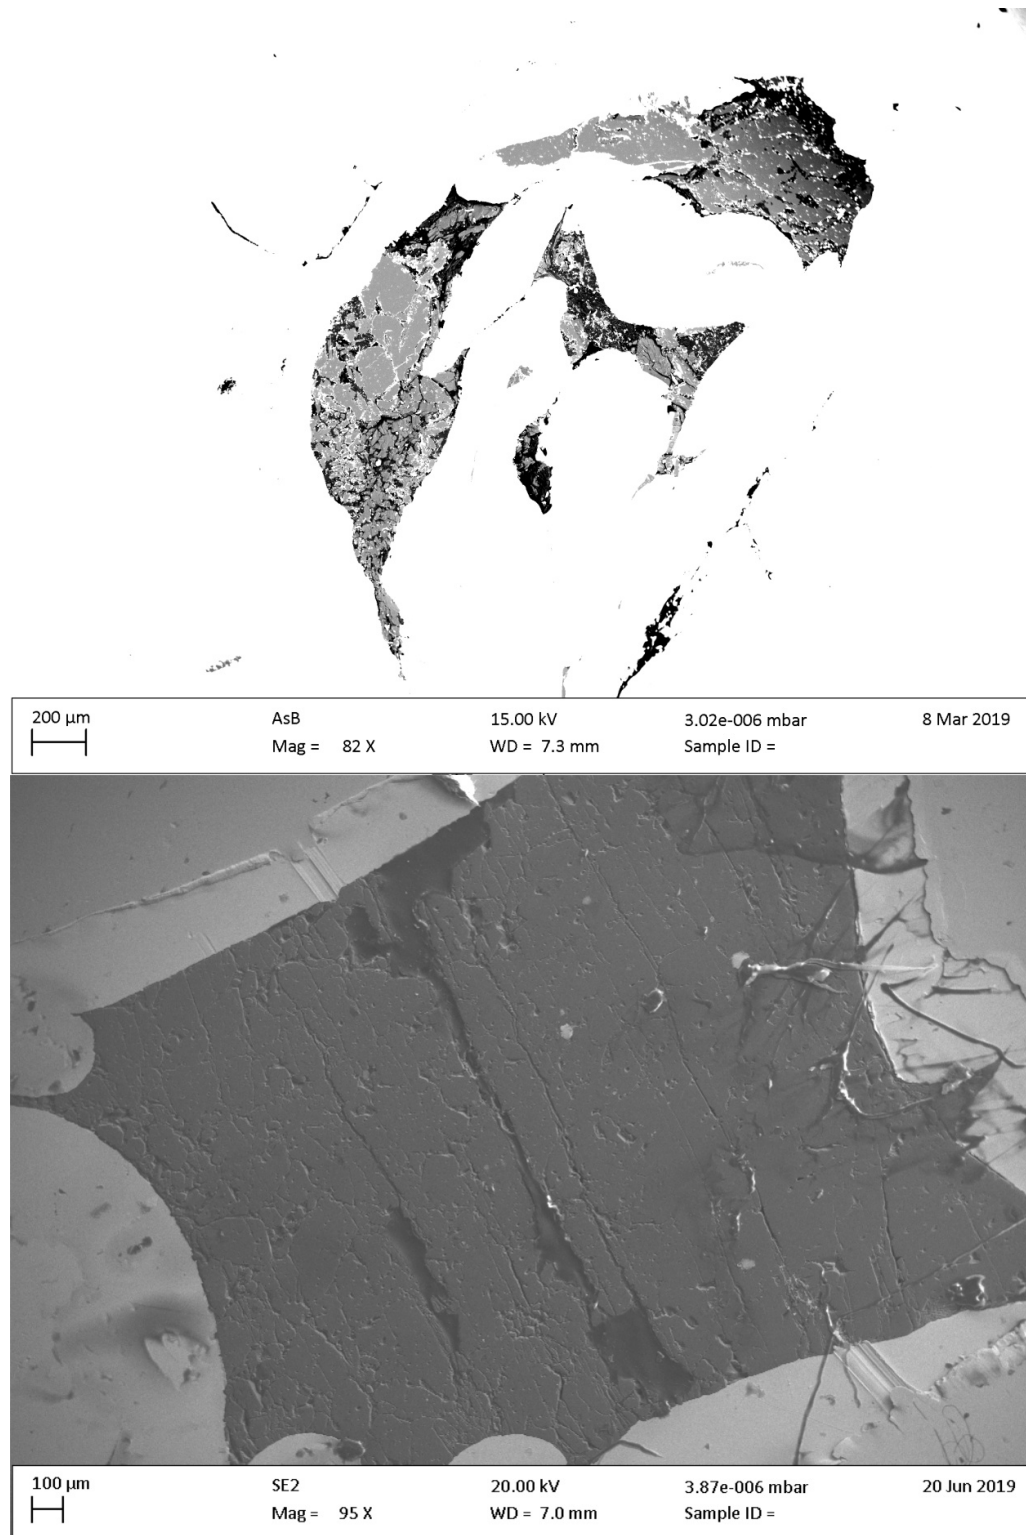 200 µm AsB 15.00 kV 3.02e-006 mbar 8 Mar 2019
Mag = 82 X WD = 7.3 mm Sample ID =
100 µm SE2 20.00 kV 3.87e-006 mbar 20 Jun 2019
Mag = 95 X WD = 7.0 mm Sample ID =